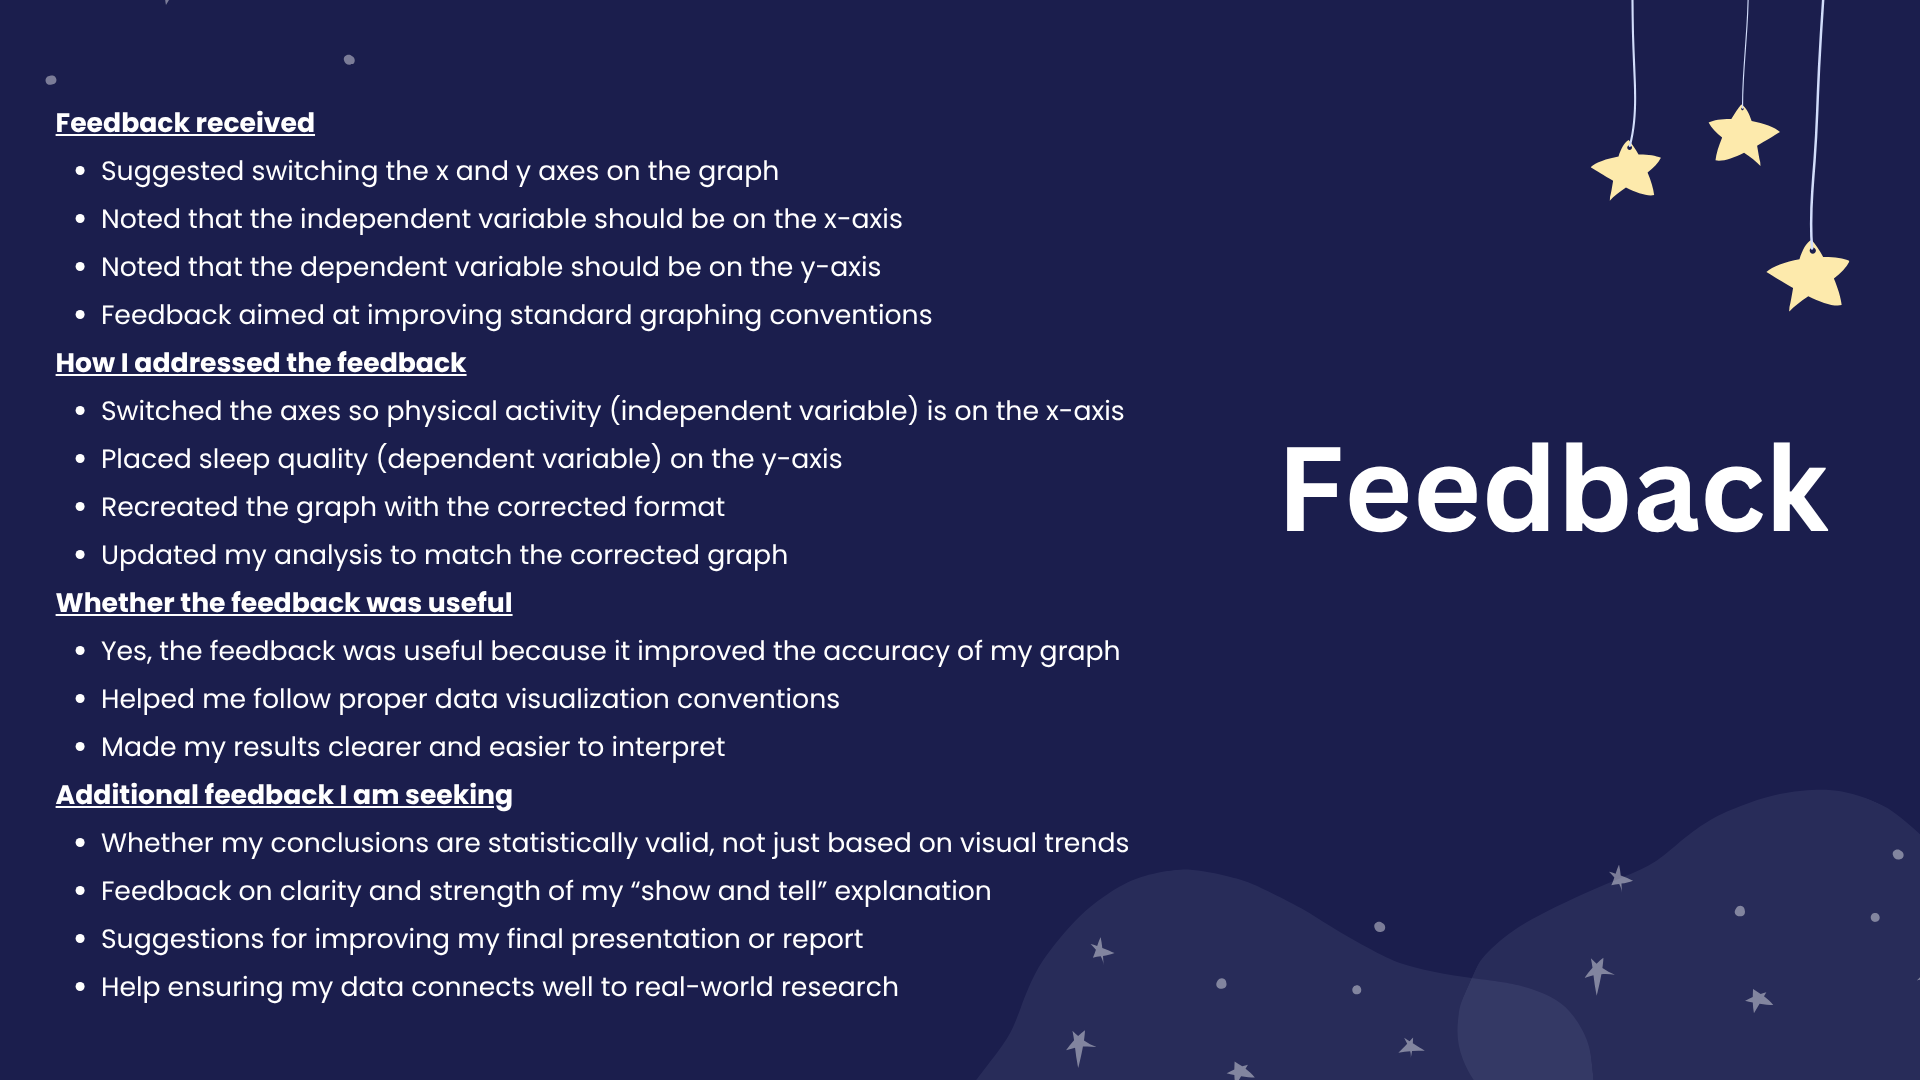 Feedback received
• Suggested switching the x and y axes on the graph
• Noted that the independent variable should be on the x-axis
• Noted that the dependent variable should be on the y-axis
• Feedback aimed at improving standard graphing conventions
How I addressed the feedback
• Switched the axes so physical activity (independent variable) is on the x-axis
• Placed sleep quality (dependent variable) on the y-axis
• Recreated the graph with the corrected format
• Updated my analysis to match the corrected graph
Whether the feedback was useful
• Yes, the feedback was useful because it improved the accuracy of my graph
• Helped me follow proper data visualization conventions
• Made my results clearer and easier to interpret
Additional feedback I am seeking
• Whether my conclusions are statistically valid, not just based on visual trends
• Feedback on clarity and strength of my “show and tell” explanation
• Suggestions for improving my final presentation or report
• Help ensuring my data connects well to real-world research
Feedback